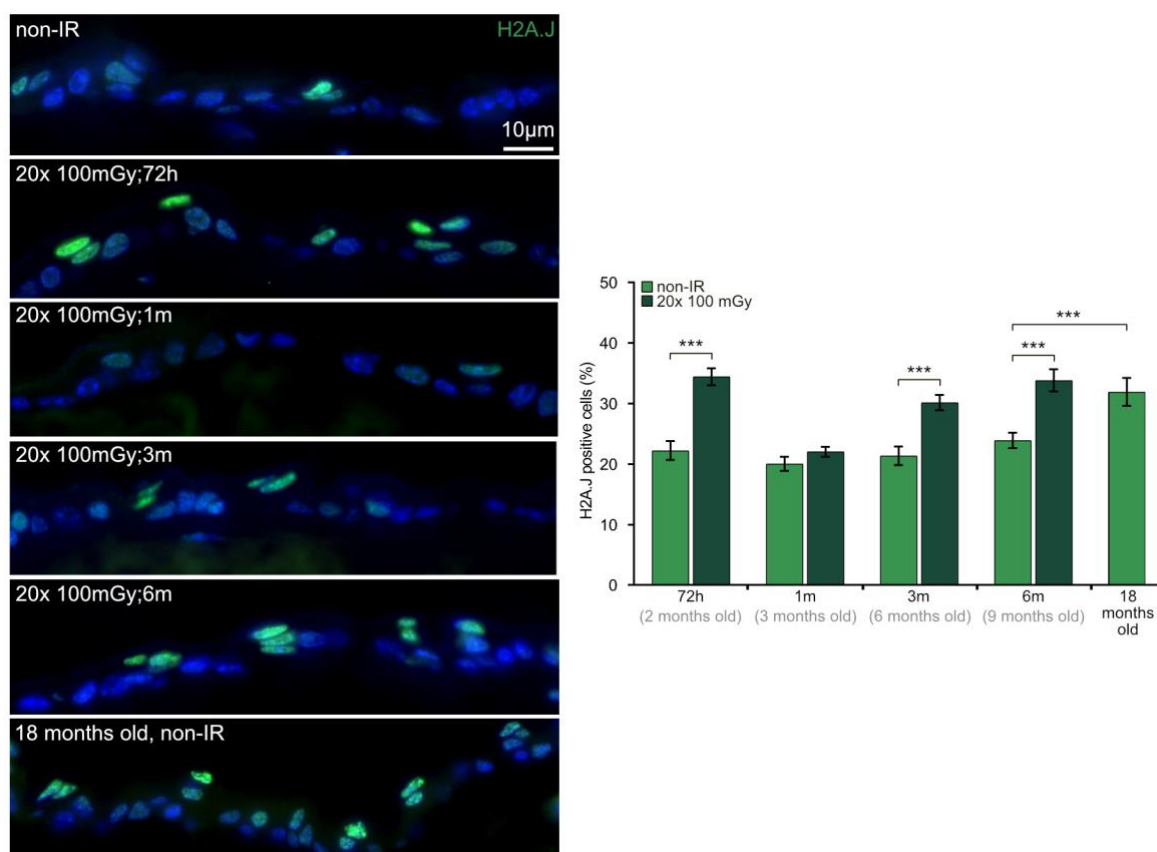 non-IR
H2A.J
10µm
20x 100mGy;72h
20x 100mGy;1m
20x 100mGy;3m
20x 100mGy;6m
18 months old, non-IR
H2A.J positive cells (%)
50
40
30
20
10
0
non-IR
20x 100 mGy
***
***
***
***
72h
(2 months old)
1m
(3 months old)
3m
(6 months old)
6m
(9 months old)
18
months
old